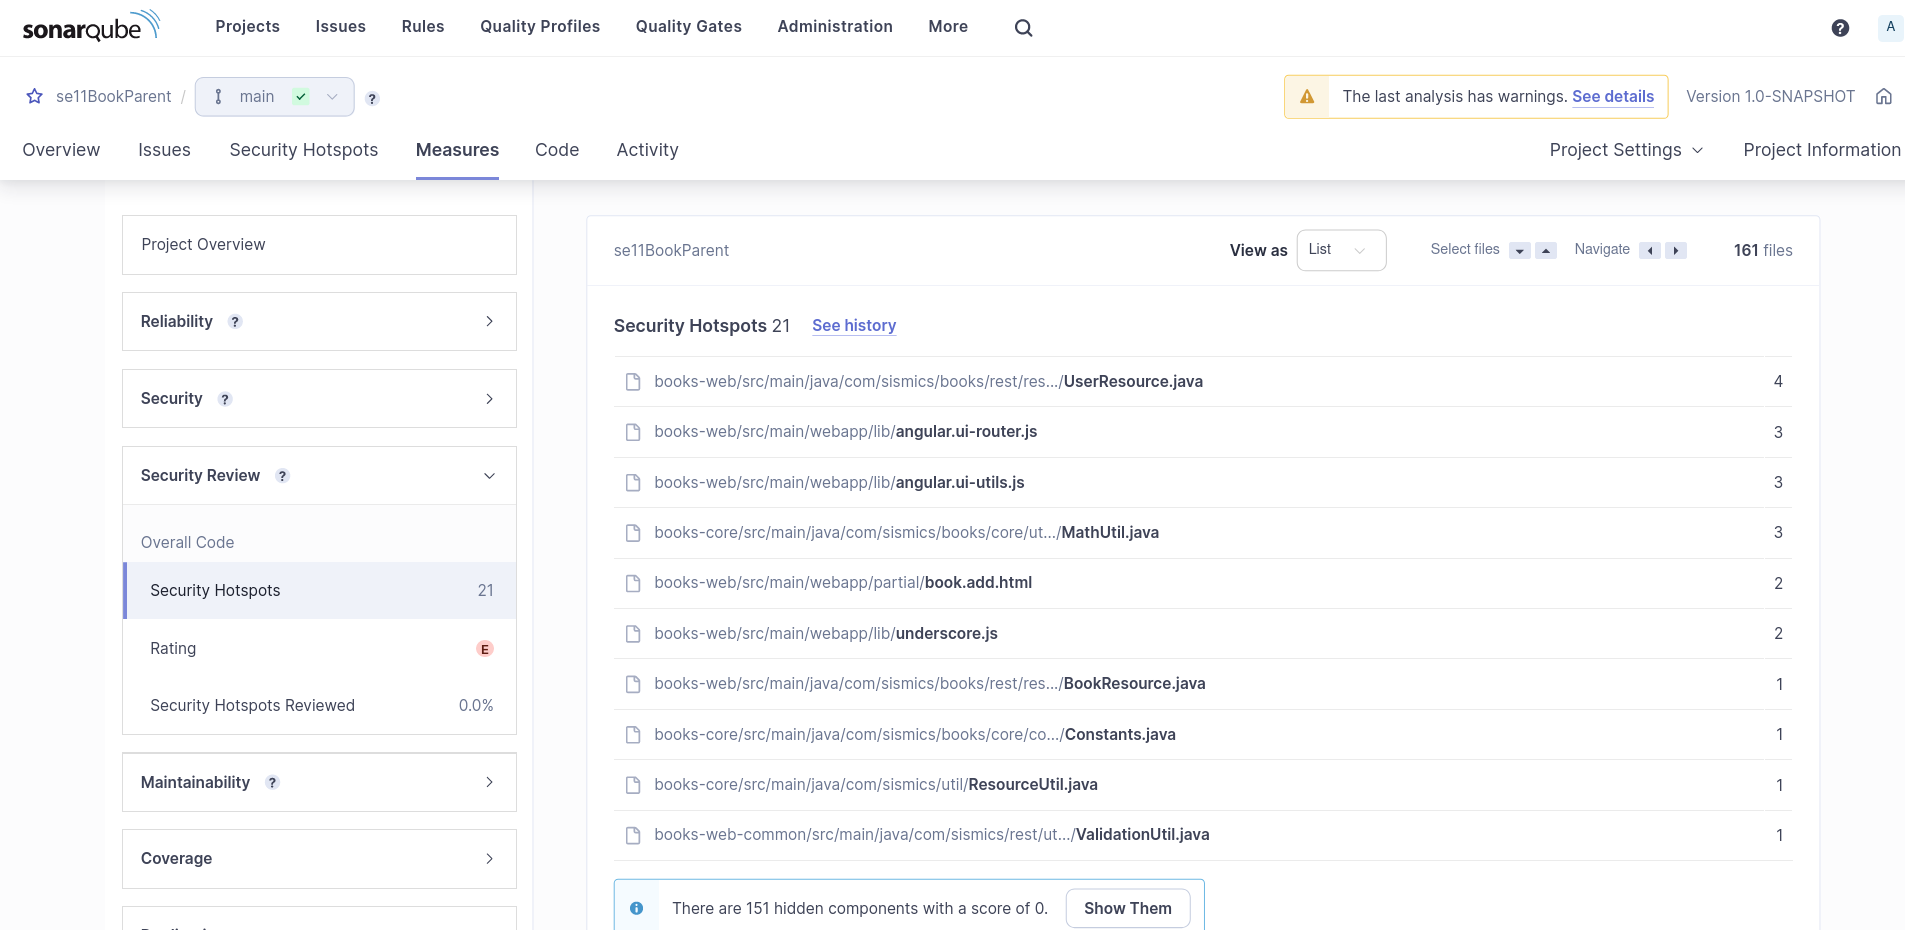 sonarqube Projects Issues Rules Quality Profiles Quality Gates Administration More ? A
se11BookParent / main ? The last analysis has warnings. See details Version 1.0-SNAPSHOT
Overview Issues Security Hotspots Measures Code Activity Project Settings Project Information
Project Overview
Reliability ?
Security ?
Security Review ?
Overall Code
Security Hotspots 21
Rating E
Security Hotspots Reviewed 0.0%
Maintainability ?
Coverage
se11BookParent View as List Select files Navigate 161 files
Security Hotspots 21 See history
books-web/src/main/java/com/sismics/books/rest/res.../UserResource.java 4
books-web/src/main/webapp/lib/angular.ui-router.js 3
books-web/src/main/webapp/lib/angular.ui-utils.js 3
books-core/src/main/java/com/sismics/books/core/ut.../MathUtil.java 3
books-web/src/main/webapp/partial/book.add.html 2
books-web/src/main/webapp/lib/underscore.js 2
books-web/src/main/java/com/sismics/books/rest/res.../BookResource.java 1
books-core/src/main/java/com/sismics/books/core/co.../Constants.java 1
books-core/src/main/java/com/sismics/util/ResourceUtil.java 1
books-web-common/src/main/java/com/sismics/rest/ut.../ValidationUtil.java 1
There are 151 hidden components with a score of 0. Show Them